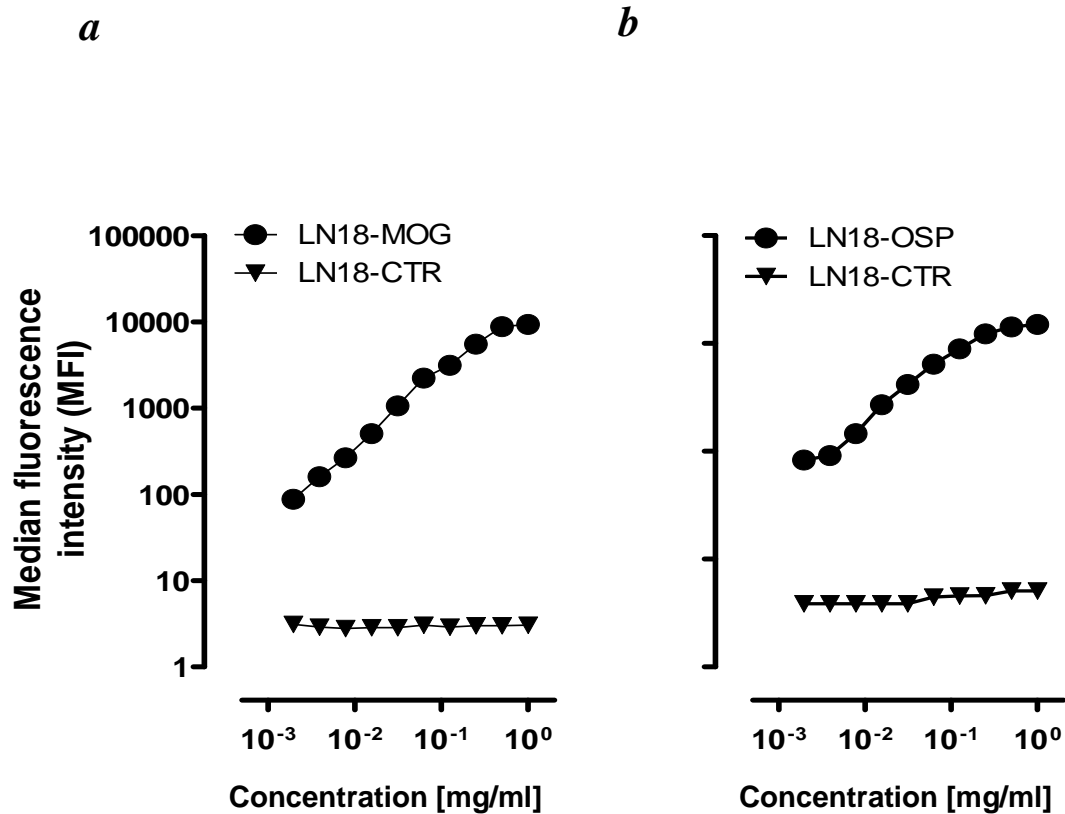 a
b
LN18-MOG
LN18-CTR
LN18-OSP
LN18-CTR
Median fluorescence
intensity (MFI)
100000
10000
1000
100
10
1
10⁻³ 10⁻² 10⁻¹ 10⁰
Concentration [mg/ml]
10⁻³ 10⁻² 10⁻¹ 10⁰
Concentration [mg/ml]